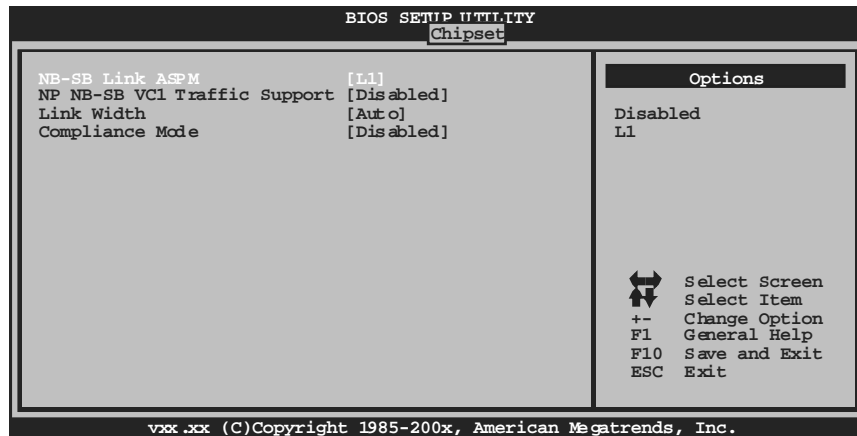 BIOS SETUP UTILITY
Chipset
NB-SB Link ASPM [L1]
NP NB-SB VC1 Traffic Support [Disabled]
Link Width [Auto]
Compliance Mode [Disabled]
Options
Disabled
L1
Select Screen
Select Item
+- Change Option
F1 General Help
F10 Save and Exit
ESC Exit
vxx.xx (C)Copyright 1985-200x, American Megatrends, Inc.